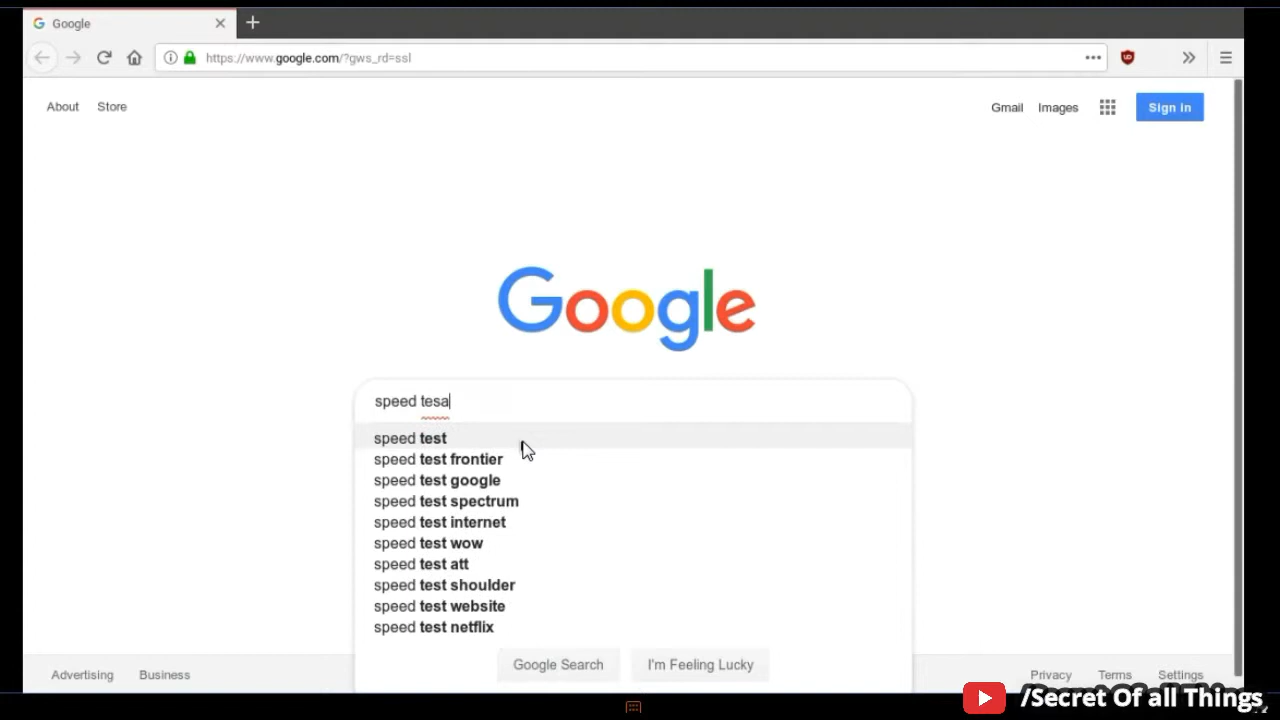 Google
https://www.google.com/?gws_rd=ssl
About Store
Gmail Images Sign in
Google
speed tesa
speed test
speed test frontier
speed test google
speed test spectrum
speed test internet
speed test wow
speed test att
speed test shoulder
speed test website
speed test netflix
Google Search I'm Feeling Lucky
Advertising Business
Privacy Terms Settings
/Secret Of all Things